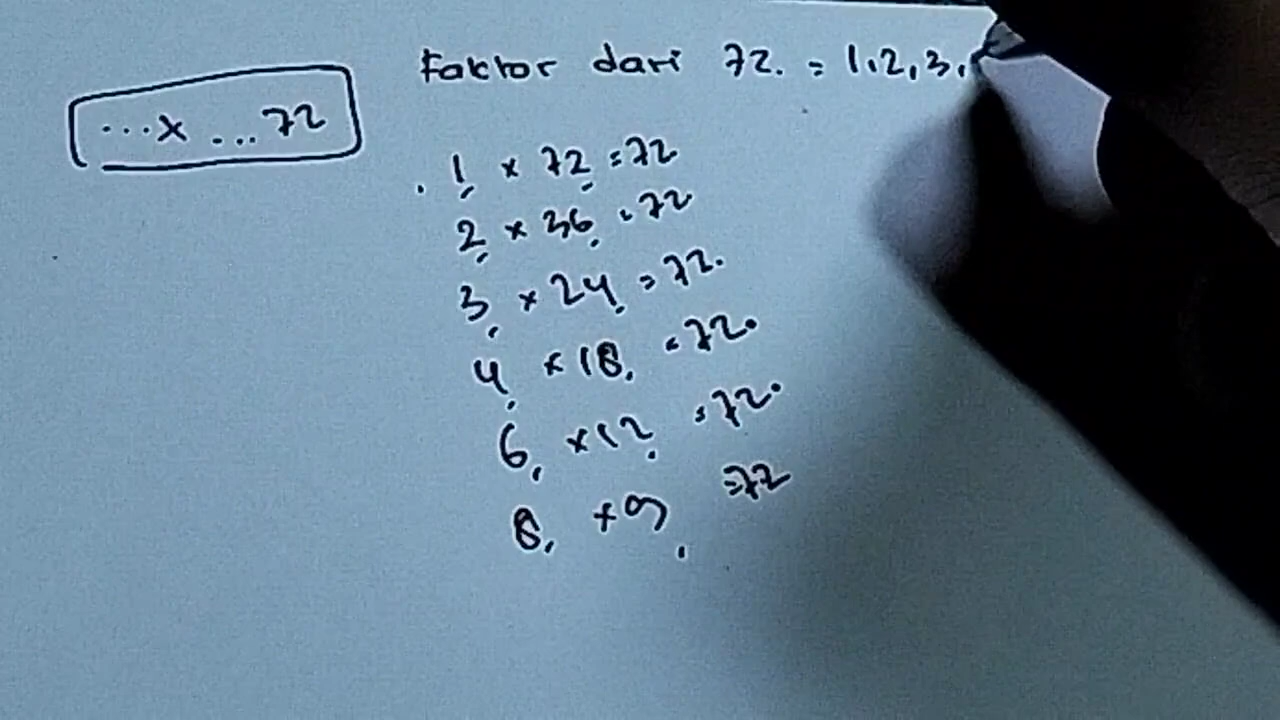 Faktor dari 72. = 1,2,3,
...x ...72
1 x 72 = 72
2 x 36 = 72
3 x 24 = 72.
4 x 18 = 72.
6 x 12 = 72.
8 x 9 = 72